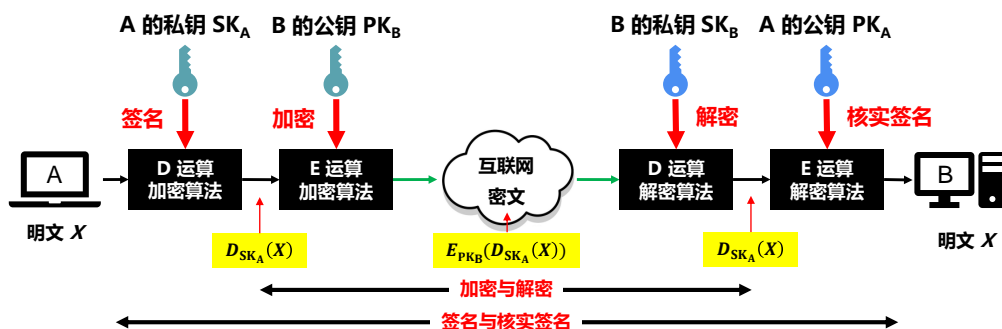 A 的私钥 SKA
B 的公钥 PKB
B 的私钥 SKB
A 的公钥 PKA
签名
加密
解密
核实签名
A
D 运算
加密算法
E 运算
加密算法
互联网
密文
D 运算
解密算法
E 运算
解密算法
B
明文 X
明文 X
DSKA(X)
EPKB(DSKA(X))
DSKA(X)
加密与解密
签名与核实签名